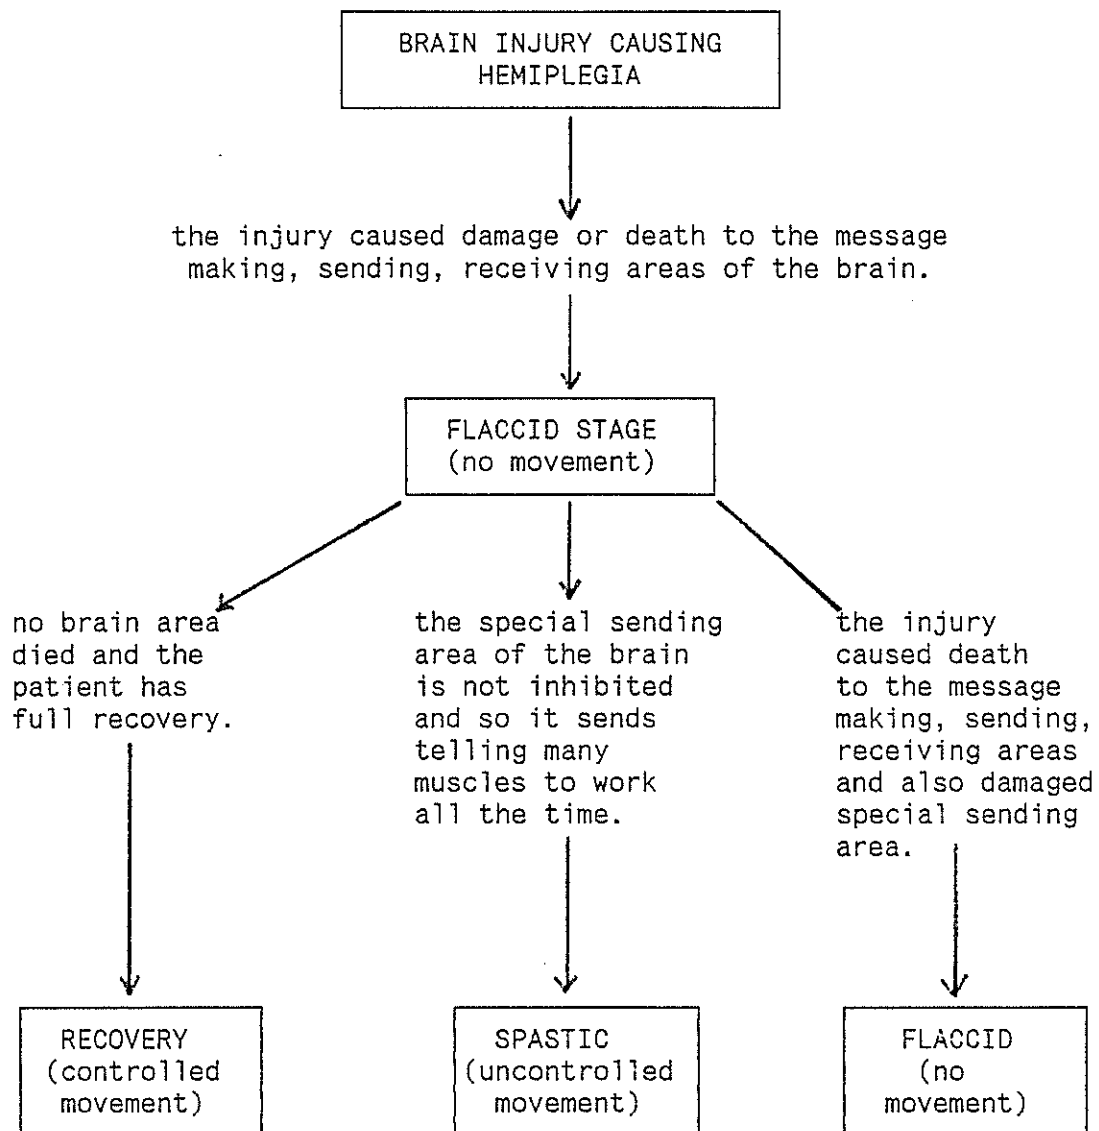 BRAIN INJURY CAUSING
HEMIPLEGIA
the injury caused damage or death to the message
making, sending, receiving areas of the brain.
FLACCID STAGE
(no movement)
no brain area
died and the
patient has
full recovery.
the special sending
area of the brain
is not inhibited
and so it sends
telling many
muscles to work
all the time.
the injury
caused death
to the message
making, sending,
receiving areas
and also damaged
special sending
area.
RECOVERY
(controlled
movement)
SPASTIC
(uncontrolled
movement)
FLACCID
(no
movement)